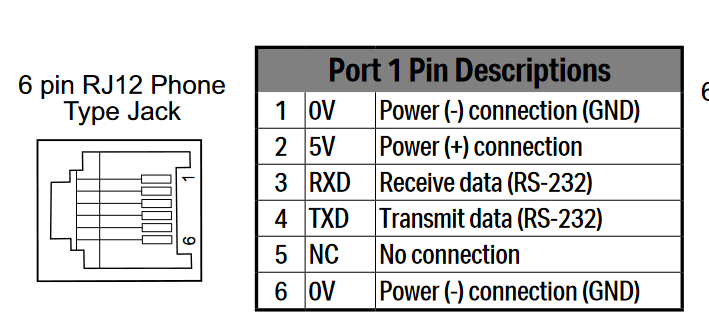 6 pin RJ12 Phone
Type Jack
1
6
Port 1 Pin Descriptions
1 0V Power (-) connection (GND)
2 5V Power (+) connection
3 RXD Receive data (RS-232)
4 TXD Transmit data (RS-232)
5 NC No connection
6 0V Power (-) connection (GND)